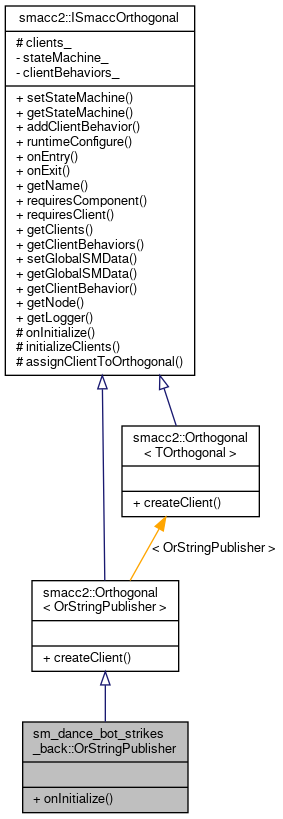 smacc2::ISmaccOrthogonal
# clients_
- stateMachine_
- clientBehaviors_
+ setStateMachine()
+ getStateMachine()
+ addClientBehavior()
+ runtimeConfigure()
+ onEntry()
+ onExit()
+ getName()
+ requiresComponent()
+ requiresClient()
+ getClients()
+ getClientBehaviors()
+ setGlobalSMData()
+ getGlobalSMData()
+ getClientBehavior()
+ getNode()
+ getLogger()
# onInitialize()
# initializeClients()
# assignClientToOrthogonal()
smacc2::Orthogonal
< TOrthogonal >
+ createClient()
< OrStringPublisher >
smacc2::Orthogonal
< OrStringPublisher >
+ createClient()
sm_dance_bot_strikes
_back::OrStringPublisher
+ onInitialize()